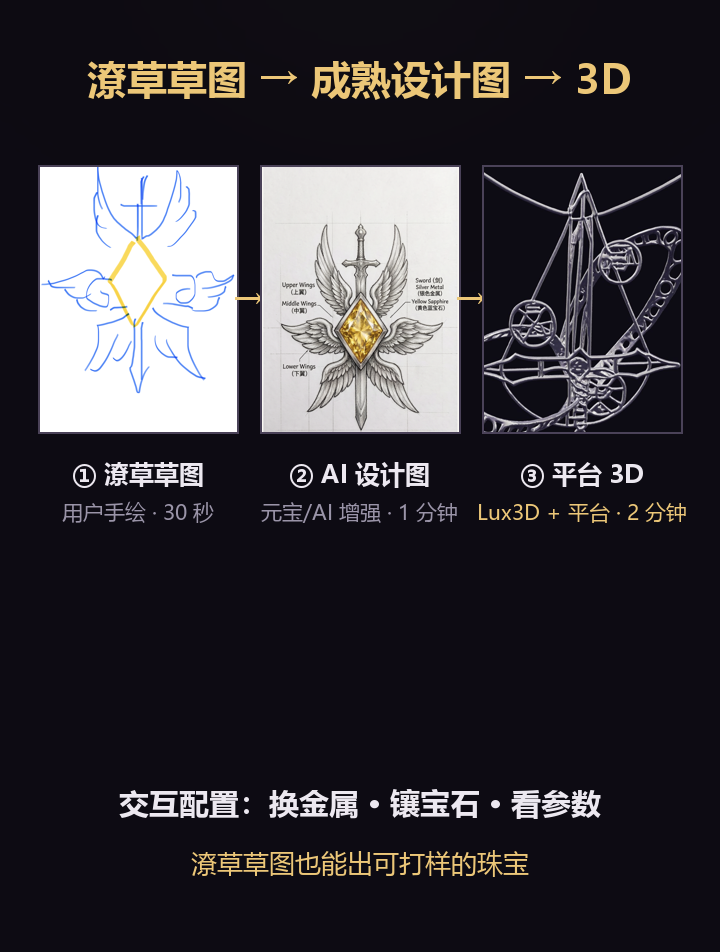 潦草草图 → 成熟设计图 → 3D
Upper Wings
(上翼)
Middle Wings
(中翼)
Lower Wings
(下翼)
Sword (剑)
Silver Metal
(银色金属)
Yellow Sapphire
(黄色蓝宝石)
① 潦草草图
用户手绘 · 30 秒
② AI 设计图
元宝/AI 增强 · 1 分钟
③ 平台 3D
Lux3D + 平台 · 2 分钟
交互配置：换金属 • 镶宝石 • 看参数
潦草草图也能出可打样的珠宝